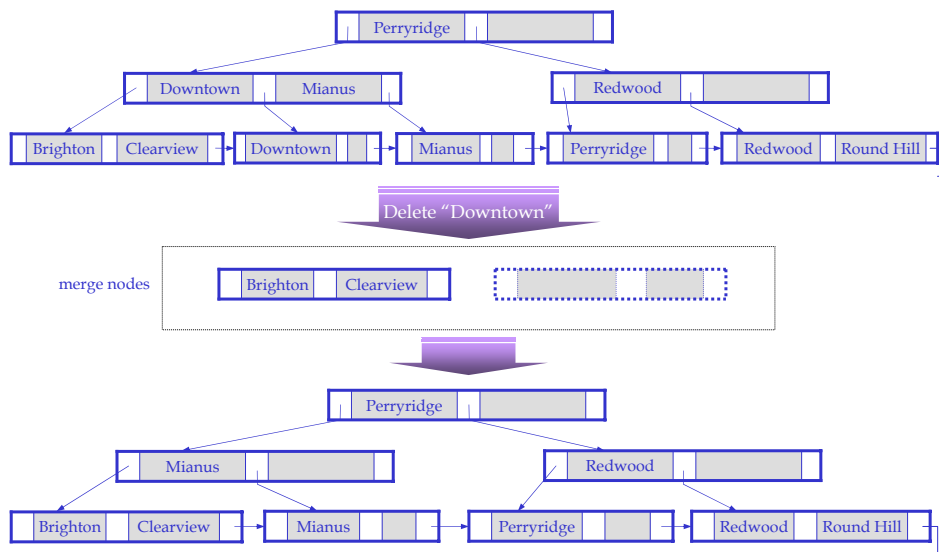 Perryridge
Downtown Mianus Redwood
Brighton Clearview Downtown Mianus Perryridge Redwood Round Hill
Delete “Downtown”
merge nodes Brighton Clearview
Perryridge
Mianus Redwood
Brighton Clearview Mianus Perryridge Redwood Round Hill